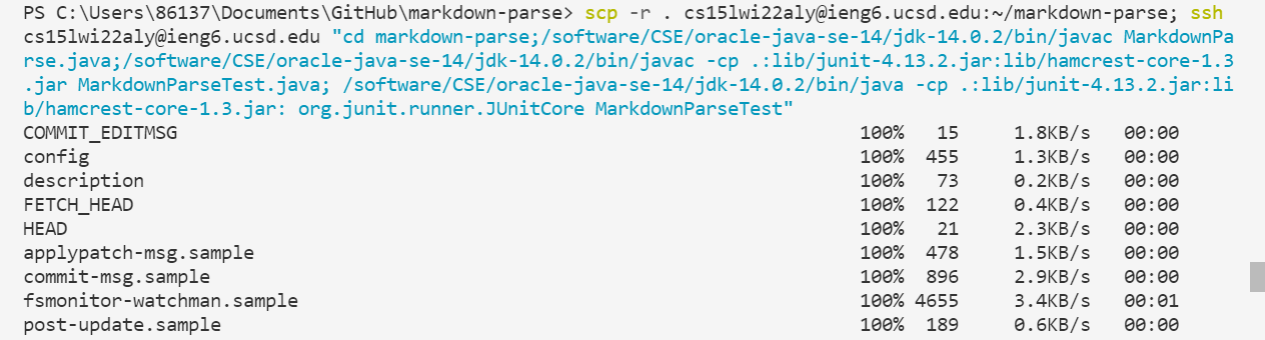 PS C:\Users\86137\Documents\GitHub\markdown-parse> scp -r . cs15lwi22aly@ieng6.ucsd.edu:~/markdown-parse; ssh
cs15lwi22aly@ieng6.ucsd.edu "cd markdown-parse;/software/CSE/oracle-java-se-14/jdk-14.0.2/bin/javac MarkdownPa
rse.java;/software/CSE/oracle-java-se-14/jdk-14.0.2/bin/javac -cp .:lib/junit-4.13.2.jar:lib/hamcrest-core-1.3
.jar MarkdownParseTest.java; /software/CSE/oracle-java-se-14/jdk-14.0.2/bin/java -cp .:lib/junit-4.13.2.jar:li
b/hamcrest-core-1.3.jar: org.junit.runner.JUnitCore MarkdownParseTest"
COMMIT_EDITMSG 100% 15 1.8KB/s 00:00
config 100% 455 1.3KB/s 00:00
description 100% 73 0.2KB/s 00:00
FETCH_HEAD 100% 122 0.4KB/s 00:00
HEAD 100% 21 2.3KB/s 00:00
applypatch-msg.sample 100% 478 1.5KB/s 00:00
commit-msg.sample 100% 896 2.9KB/s 00:00
fsmonitor-watchman.sample 100% 4655 3.4KB/s 00:01
post-update.sample 100% 189 0.6KB/s 00:00